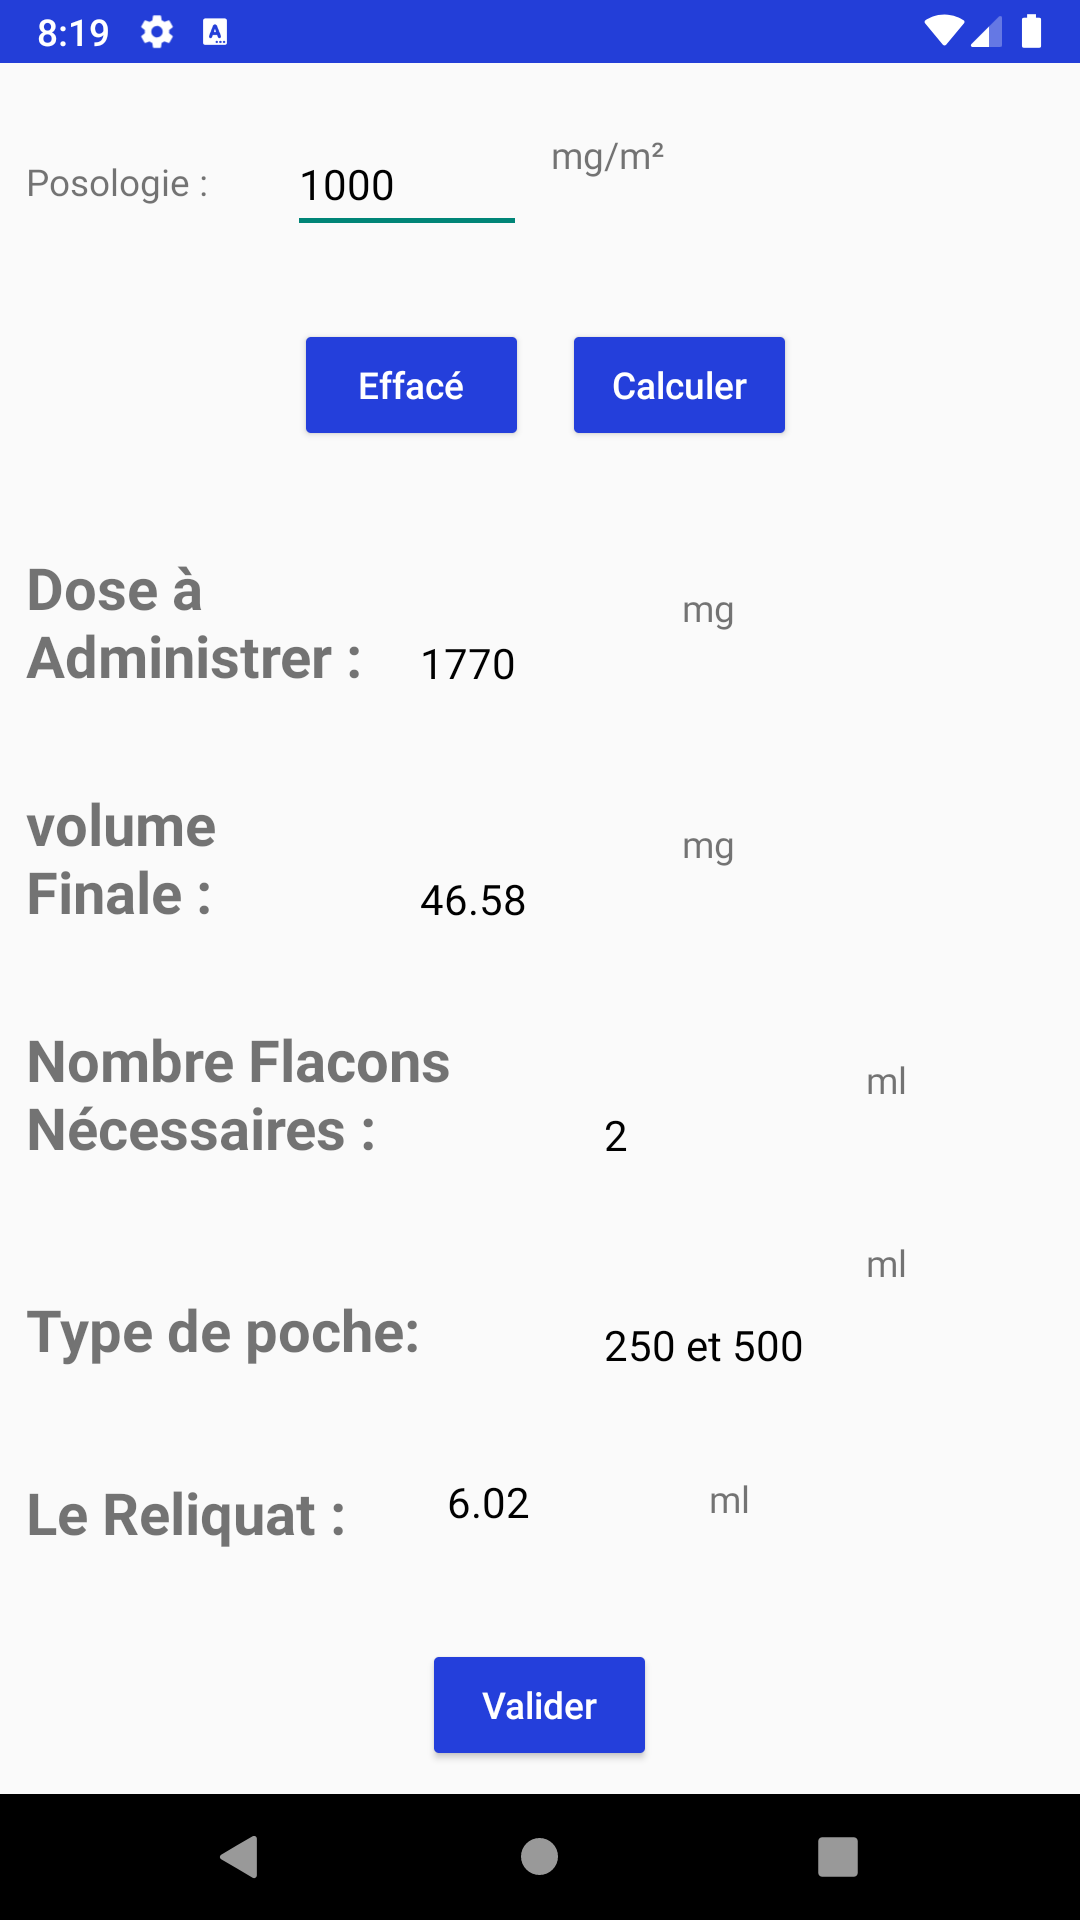 8:19
Posologie :
1000
mg/m²
Effacé
Calculer
Dose à
Administrer :
1770
mg
volume
Finale :
46.58
mg
Nombre Flacons
Nécessaires :
2
ml
ml
Type de poche:
250 et 500
Le Reliquat :
6.02
ml
Valider